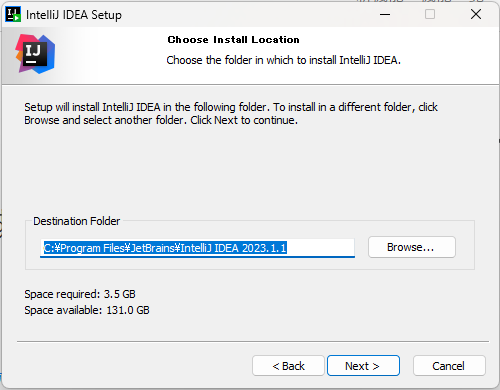 IntelliJ IDEA Setup
IJ
Choose Install Location
Choose the folder in which to install IntelliJ IDEA.
Setup will install IntelliJ IDEA in the following folder. To install in a different folder, click
Browse and select another folder. Click Next to continue.
Destination Folder
C:¥Program Files¥JetBrains¥IntelliJ IDEA 2023.1.1
Browse...
Space required: 3.5 GB
Space available: 131.0 GB
< Back
Next >
Cancel